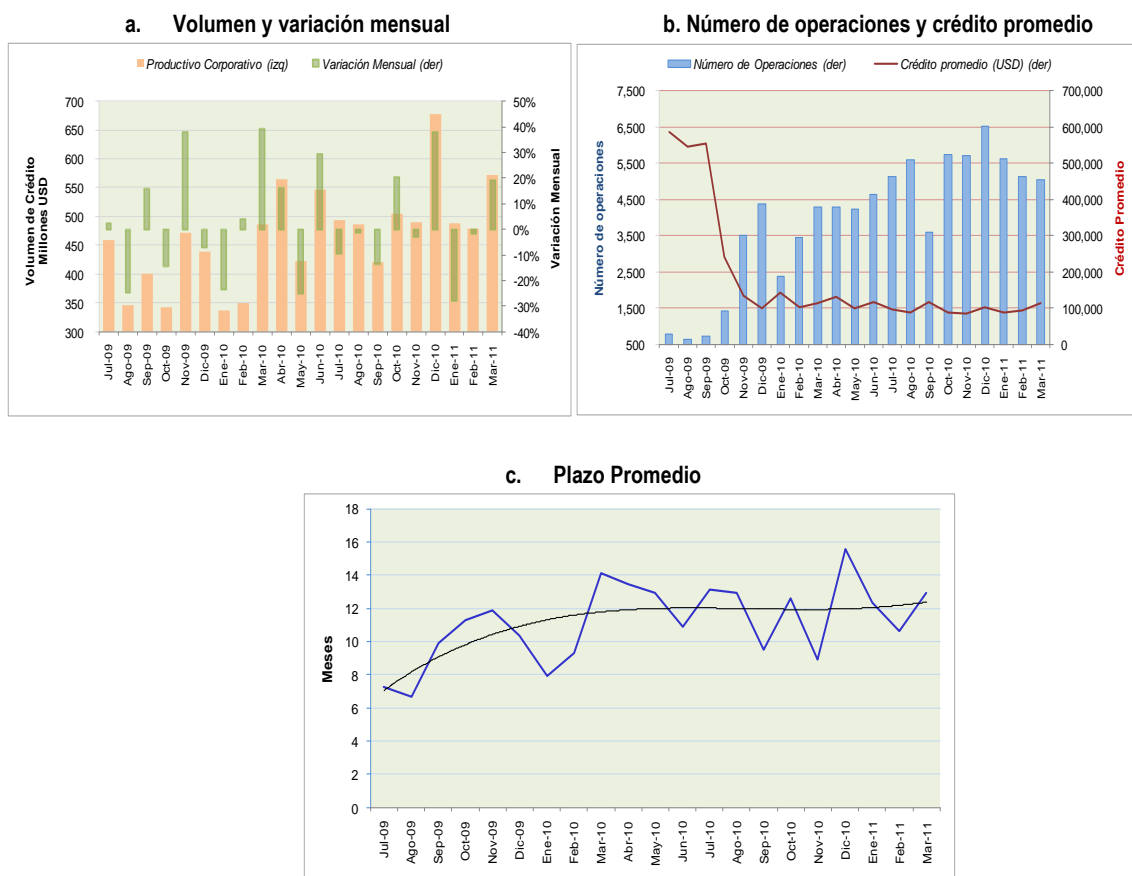 a. Volumen y variación mensual
Productivo Corporativo (izq)
Variación Mensual (der)
Volumen de Crédito
Millones USD
700
650
600
550
500
450
400
350
300
50%
40%
30%
20%
10%
0%
-10%
-20%
-30%
-40%
Variación Mensual
Jul-09
Ago-09
Sep-09
Oct-09
Nov-09
Dic-09
Ene-10
Feb-10
Mar-10
Abr-10
May-10
Jun-10
Jul-10
Ago-10
Sep-10
Oct-10
Nov-10
Dic-10
Ene-11
Feb-11
Mar-11
b. Número de operaciones y crédito promedio
Número de Operaciones (der)
Crédito promedio (USD) (der)
Número de operaciones
7,500
6,500
5,500
4,500
3,500
2,500
1,500
500
700,000
600,000
500,000
400,000
300,000
200,000
100,000
0
Crédito Promedio
Jul-09
Ago-09
Sep-09
Oct-09
Nov-09
Dic-09
Ene-10
Feb-10
Mar-10
Abr-10
May-10
Jun-10
Jul-10
Ago-10
Sep-10
Oct-10
Nov-10
Dic-10
Ene-11
Feb-11
Mar-11
c. Plazo Promedio
Meses
18
16
14
12
10
8
6
4
2
0
Jul-09
Ago-09
Sep-09
Oct-09
Nov-09
Dic-09
Ene-10
Feb-10
Mar-10
Abr-10
May-10
Jun-10
Jul-10
Ago-10
Sep-10
Oct-10
Nov-10
Dic-10
Ene-11
Feb-11
Mar-11